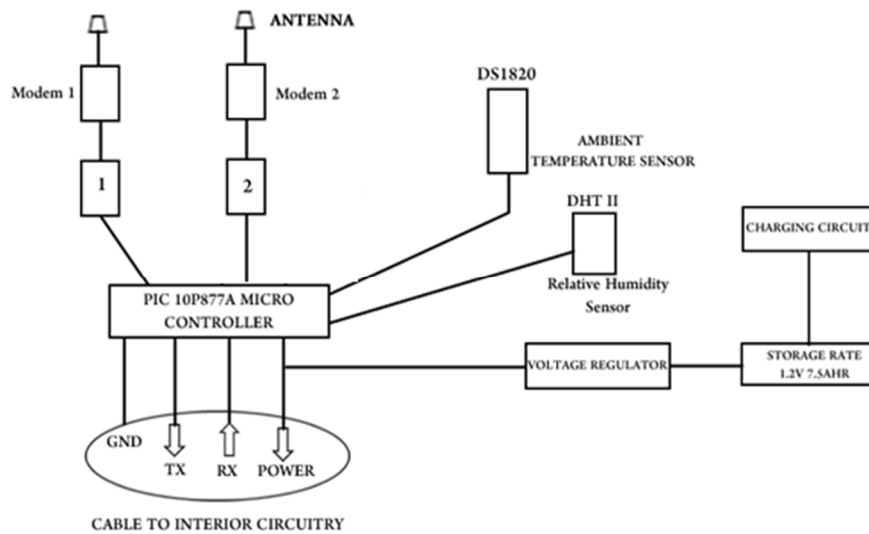 ANTENNA
Modem 1
Modem 2
DS1820
AMBIENT
TEMPERATURE SENSOR
1
2
DHT II
CHARGING CIRCUIT
Relative Humidity
Sensor
PIC 10P877A MICRO
CONTROLLER
VOLTAGE REGULATOR
STORAGE RATE
1.2V 7.5AHR
GND
TX
RX
POWER
CABLE TO INTERIOR CIRCUITRY